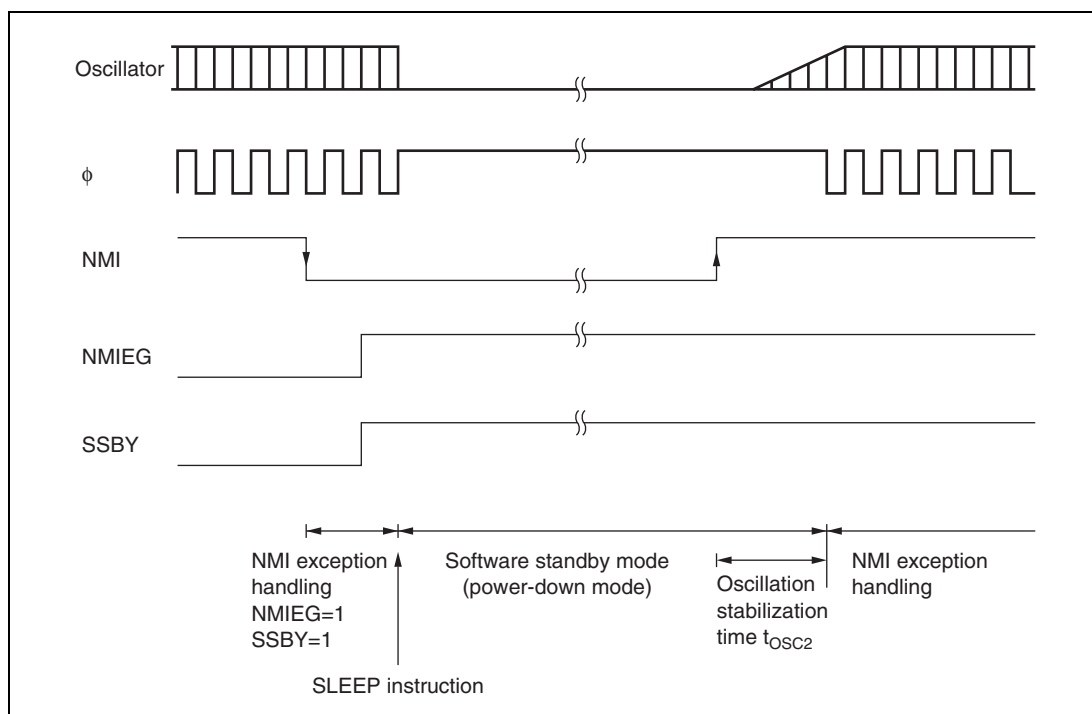 Oscillator
ϕ
NMI
NMIEG
SSBY
NMI exception
handling
NMIEG=1
SSBY=1
Software standby mode
(power-down mode)
Oscillation
stabilization
time tOSC2
NMI exception
handling
SLEEP instruction